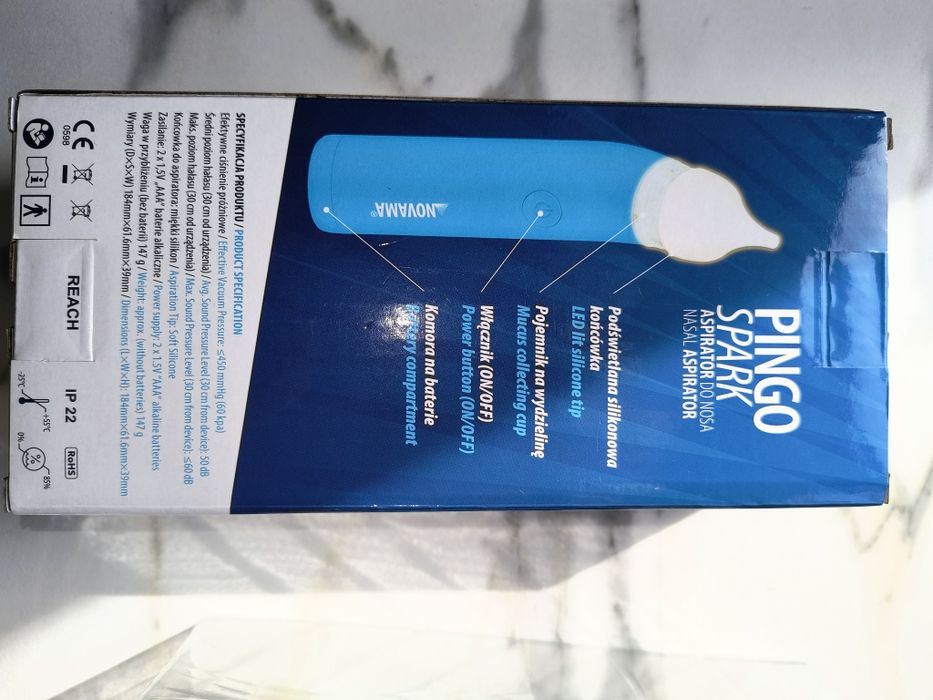 PINGO
SPARK
ASPIRATOR DO NOSA
NASAL ASPIRATOR
Podświetlana silikonowa
końcówka
LED lit silicone tip
Pojemnik na wydzielinę
Mucus collecting cup
Włącznik (ON/OFF)
Power button (ON/OFF)
Komora na baterie
Battery compartment
NOVAMA®
SPECYFIKACJA PRODUKTU / PRODUCT SPECIFICATION
Efektywne ciśnienie próżniowe / Effective Vacuum Pressure: ≤450 mmHg (60 kpa)
Średni poziom hałasu (30 cm od urządzenia) / Avg. Sound Pressure Level (30 cm from device): 50 dB
Maks. poziom hałasu (30 cm od urządzenia) / Max. Sound Pressure Level (30 cm from device): ≤60 dB
Końcówka do aspiratora: miękki silikon / Aspiration Tip: Soft Silicone
Zasilanie: 2 x 1,5V „AAA” baterie alkaliczne / Power supply: 2 x 1.5V “AAA” alkaline batteries
Waga w przybliżeniu (bez baterii) 147 g / Weight: approx. (without batteries) 147 g
Wymiary (D×S×W) 184mm×61.6mm×39mm / Dimensions (L×W×H): 184mm×61.6mm×39mm
CE
0598
REACH
IP 22
RoHS
-25°C
+55°C
0%
85%
%